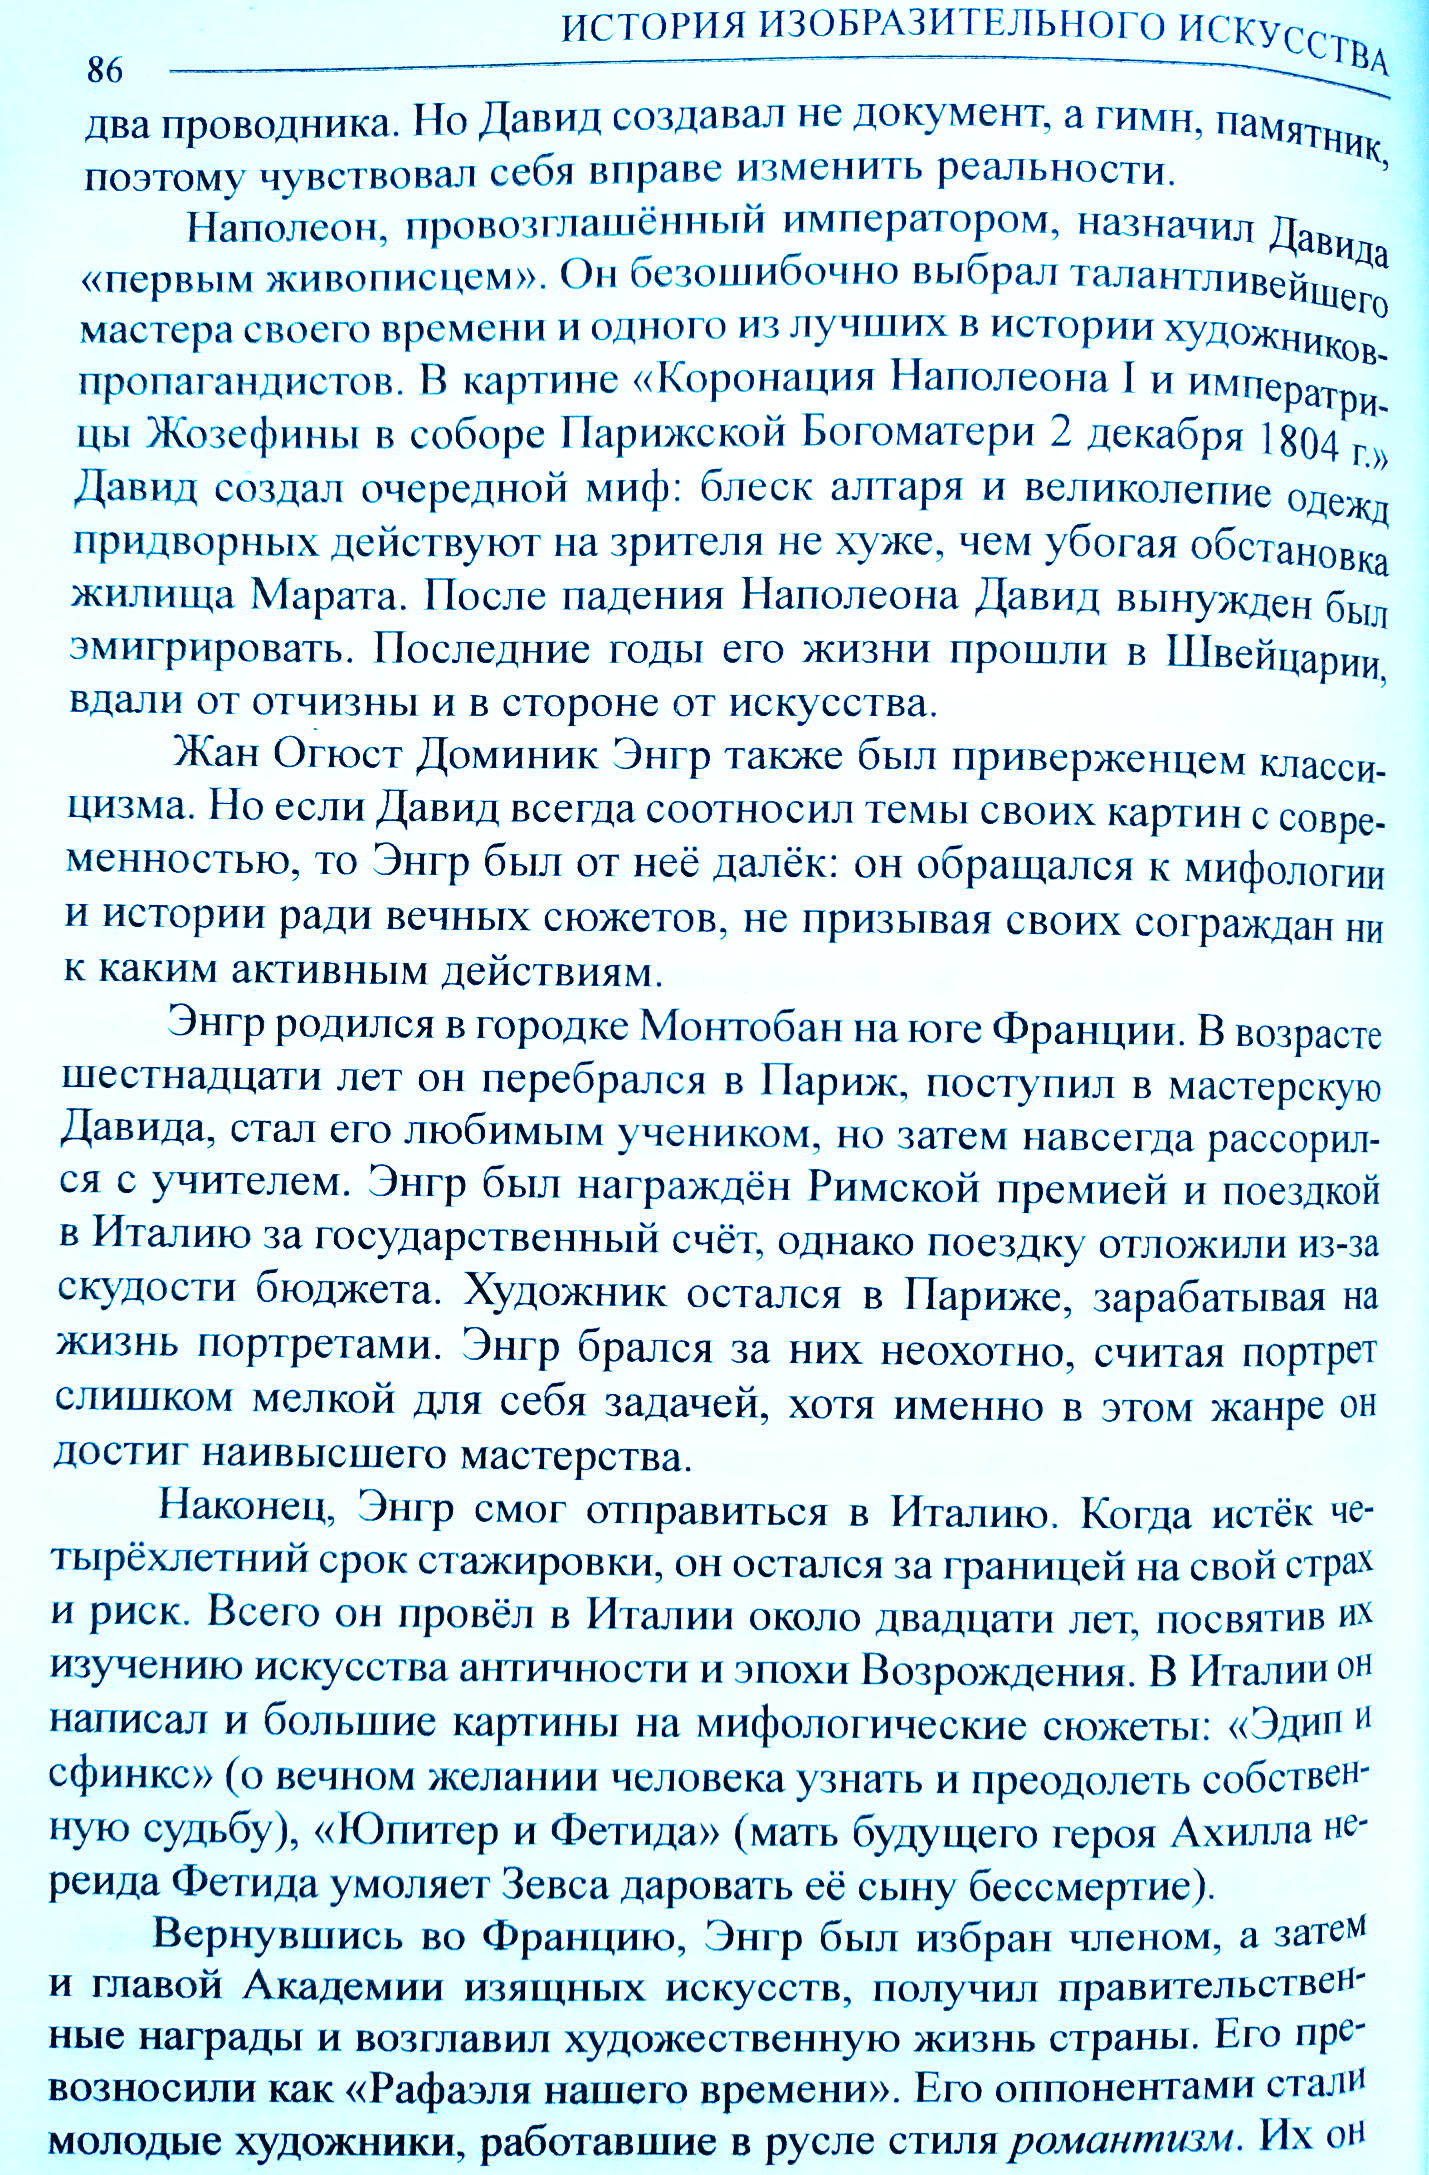 ИСТОРИЯ ИЗОБРАЗИТЕЛЬНОГО ИСКУССТВА
86
два проводника. Но Давид создавал не документ, а гимн, памятник,
поэтому чувствовал себя вправе изменить реальности.
Наполеон, провозглашённый императором, назначил Давида
«первым живописцем». Он безошибочно выбрал талантливейшего
мастера своего времени и одного из лучших в истории художников-
пропагандистов. В картине «Коронация Наполеона I и императри-
цы Жозефины в соборе Парижской Богоматери 2 декабря 1804 г.»
Давид создал очередной миф: блеск алтаря и великолепие одежд
придворных действуют на зрителя не хуже, чем убогая обстановка
жилища Марата. После падения Наполеона Давид вынужден был
эмигрировать. Последние годы его жизни прошли в Швейцарии,
вдали от отчизны и в стороне от искусства.
Жан Огюст Доминик Энгр также был приверженцем класси-
цизма. Но если Давид всегда соотносил темы своих картин с совре-
менностью, то Энгр был от неё далёк: он обращался к мифологии
и истории ради вечных сюжетов, не призывая своих сограждан ни
к каким активным действиям.
Энгр родился в городке Монтобан на юге Франции. В возрасте
шестнадцати лет он перебрался в Париж, поступил в мастерскую
Давида, стал его любимым учеником, но затем навсегда рассорил-
ся с учителем. Энгр был награждён Римской премией и поездкой
в Италию за государственный счёт, однако поездку отложили из-за
скудости бюджета. Художник остался в Париже, зарабатывая на
жизнь портретами. Энгр брался за них неохотно, считая портрет
слишком мелкой для себя задачей, хотя именно в этом жанре он
достиг наивысшего мастерства.
Наконец, Энгр смог отправиться в Италию. Когда истёк че-
тырёхлетний срок стажировки, он остался за границей на свой страх
и риск. Всего он провёл в Италии около двадцати лет, посвятив их
изучению искусства античности и эпохи Возрождения. В Италии он
написал и большие картины на мифологические сюжеты: «Эдип и
сфинкс» (о вечном желании человека узнать и преодолеть собствен-
ную судьбу), «Юпитер и Фетида» (мать будущего героя Ахилла не-
реида Фетида умоляет Зевса даровать её сыну бессмертие).
Вернувшись во Францию, Энгр был избран членом, а затем
и главой Академии изящных искусств, получил правительствен-
ные награды и возглавил художественную жизнь страны. Его пре-
возносили как «Рафаэля нашего времени». Его оппонентами стали
молодые художники, работавшие в русле стиля романтизм. Их он